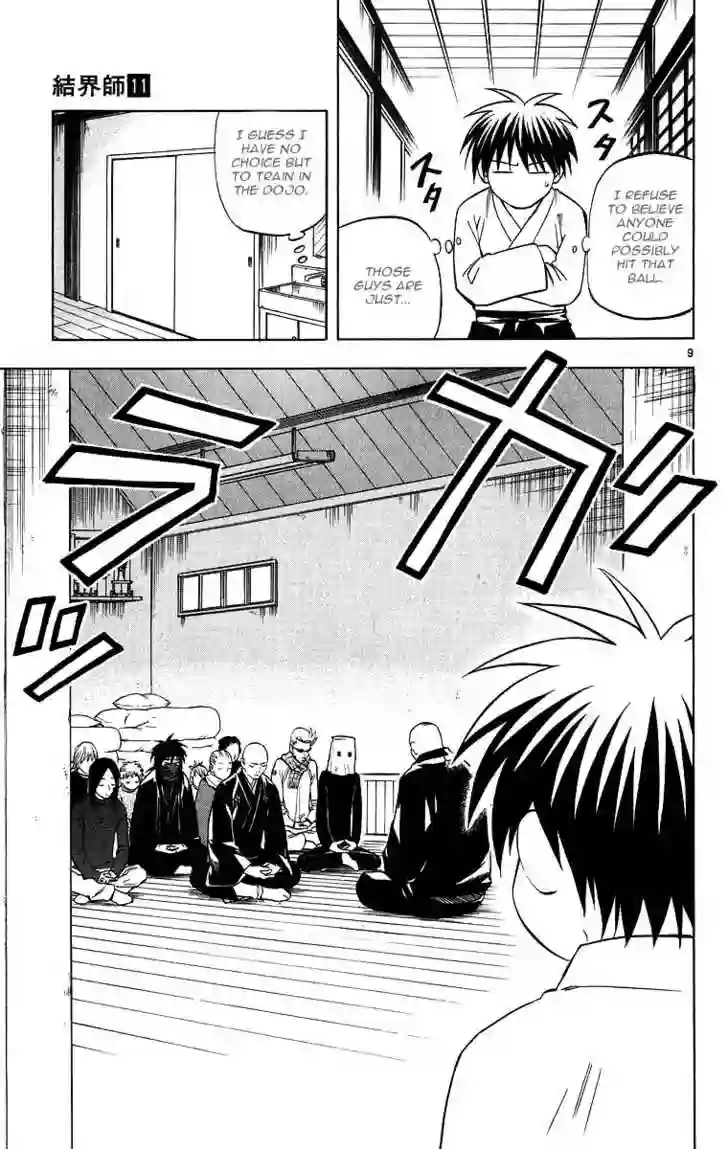 結界師11
I REFUSE
TO BELIEVE
ANYONE
COULD
POSSIBLY
HIT THAT
BALL.
スタ
スタ
THOSE
GUYS ARE
JUST...
I GUESS I
HAVE NO
CHOICE BUT
TO TRAIN IN
THE DOJO.
9
ガラッ